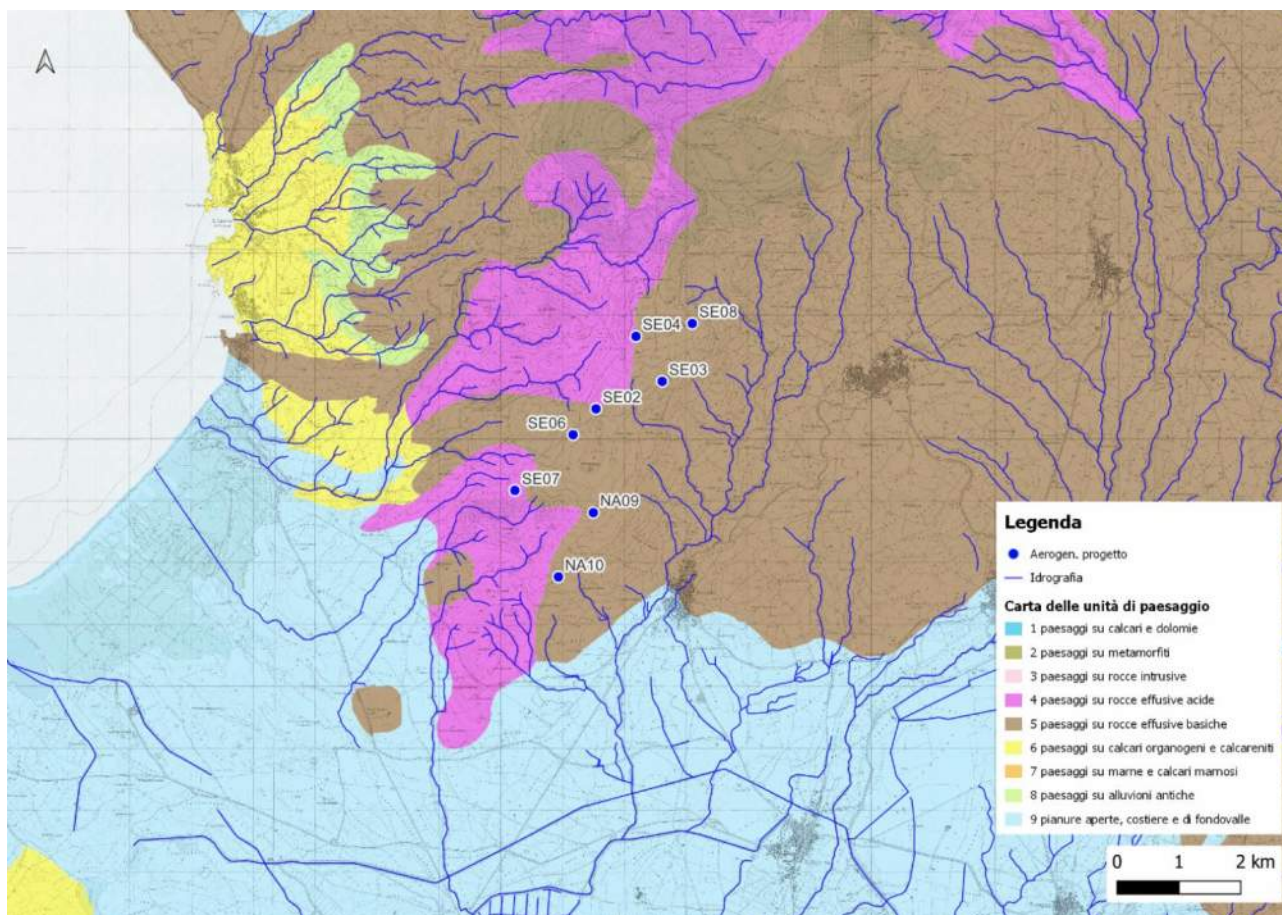 SE08
SE04
SE03
SE02
SE06
SE07
NA09
NA10
Legenda
Aerogen. progetto
Idrografia
Carta delle unità di paesaggio
1 paesaggi su calcari e dolomie
2 paesaggi su metamorfiti
3 paesaggi su rocce intrusive
4 paesaggi su rocce effusive acide
5 paesaggi su rocce effusive basiche
6 paesaggi su calcari organogeni e calcareniti
7 paesaggi su marne e calcari marnosi
8 paesaggi su alluvioni antiche
9 pianure aperte, costiere e di fondovalle
0 1 2 km